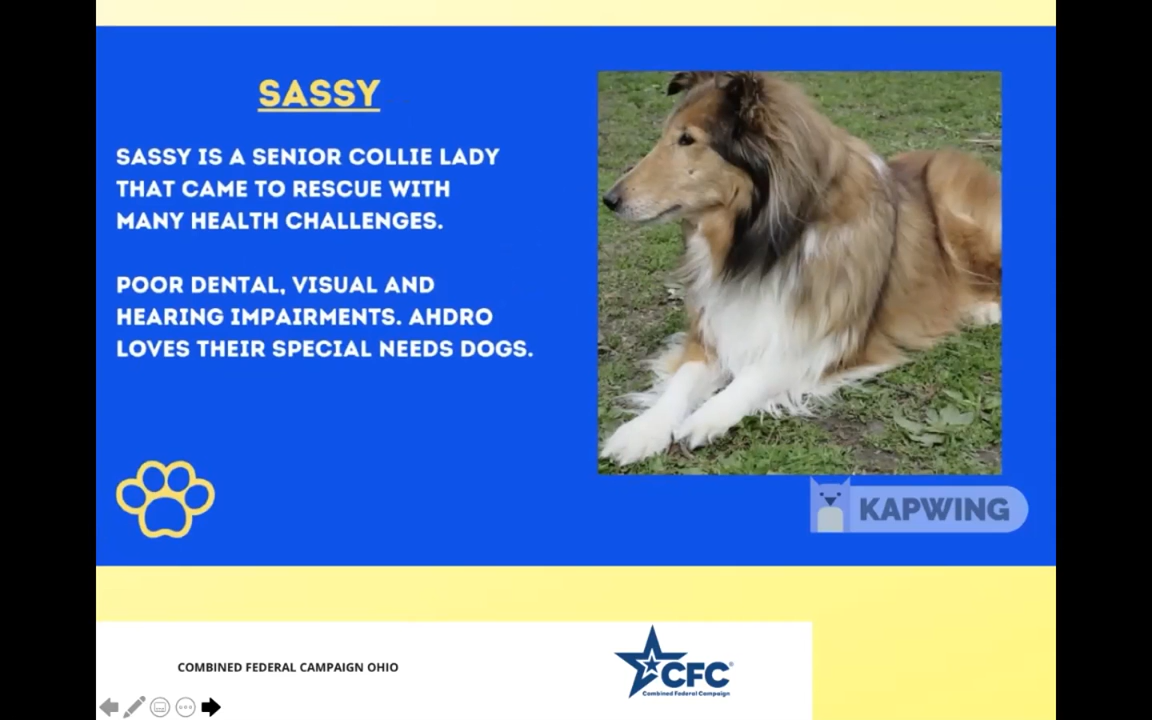 SASSY
SASSY IS A SENIOR COLLIE LADY
THAT CAME TO RESCUE WITH
MANY HEALTH CHALLENGES.
POOR DENTAL, VISUAL AND
HEARING IMPAIRMENTS. AHDRO
LOVES THEIR SPECIAL NEEDS DOGS.
KAPWING
COMBINED FEDERAL CAMPAIGN OHIO
CFC®
Combined Federal Campaign